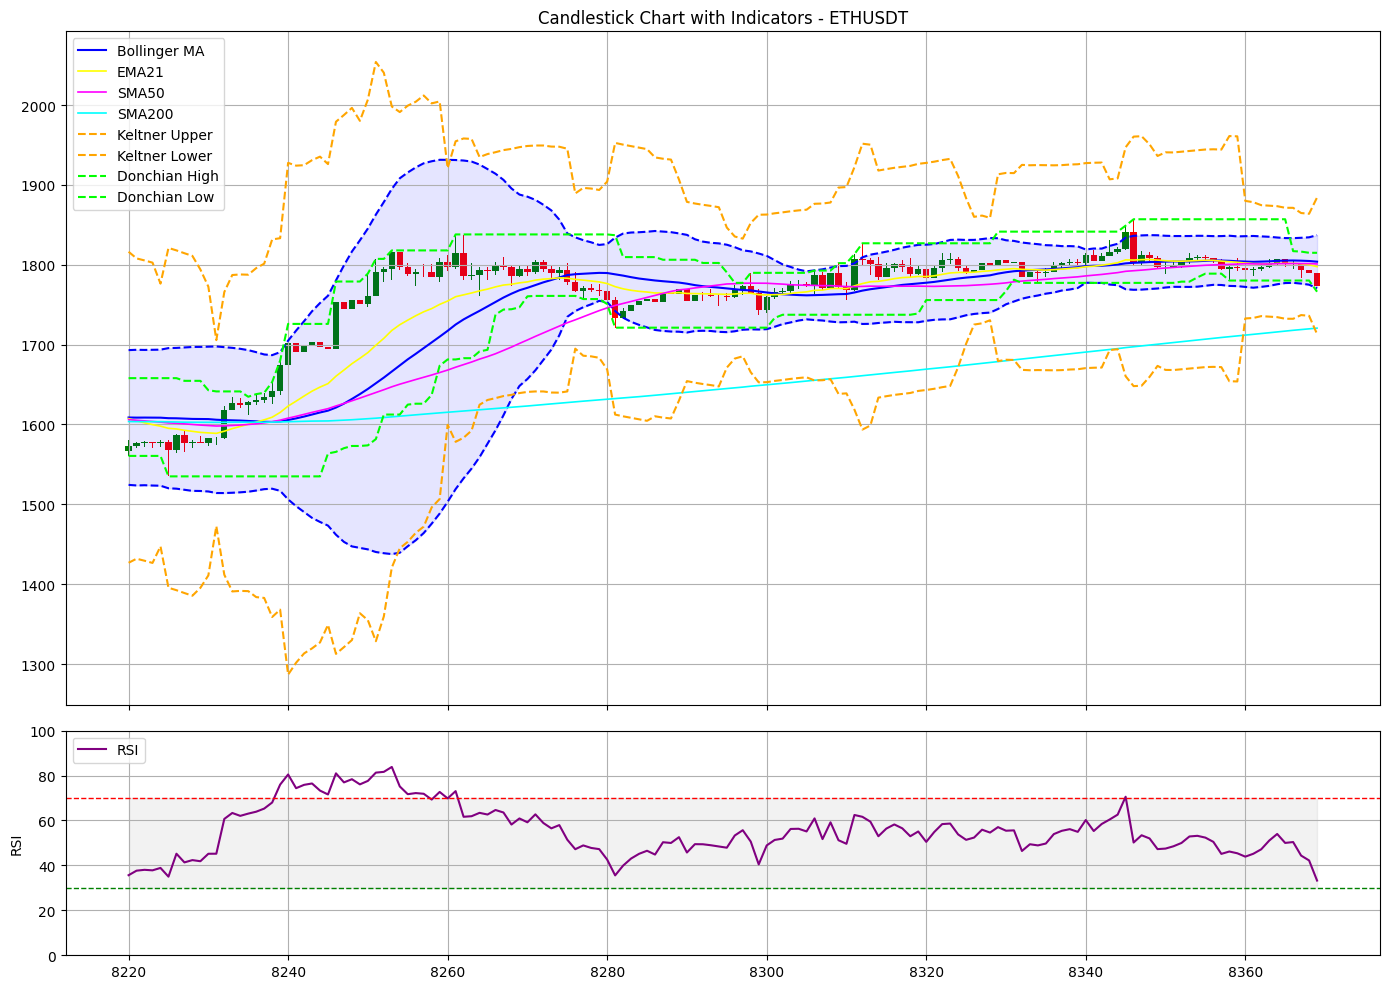 Candlestick Chart with Indicators - ETHUSDT
Bollinger MA
EMA21
SMA50
SMA200
Keltner Upper
Keltner Lower
Donchian High
Donchian Low
2000
1900
1800
1700
1600
1500
1400
1300
RSI
100
80
60
40
20
0
RSI
8220 8240 8260 8280 8300 8320 8340 8360